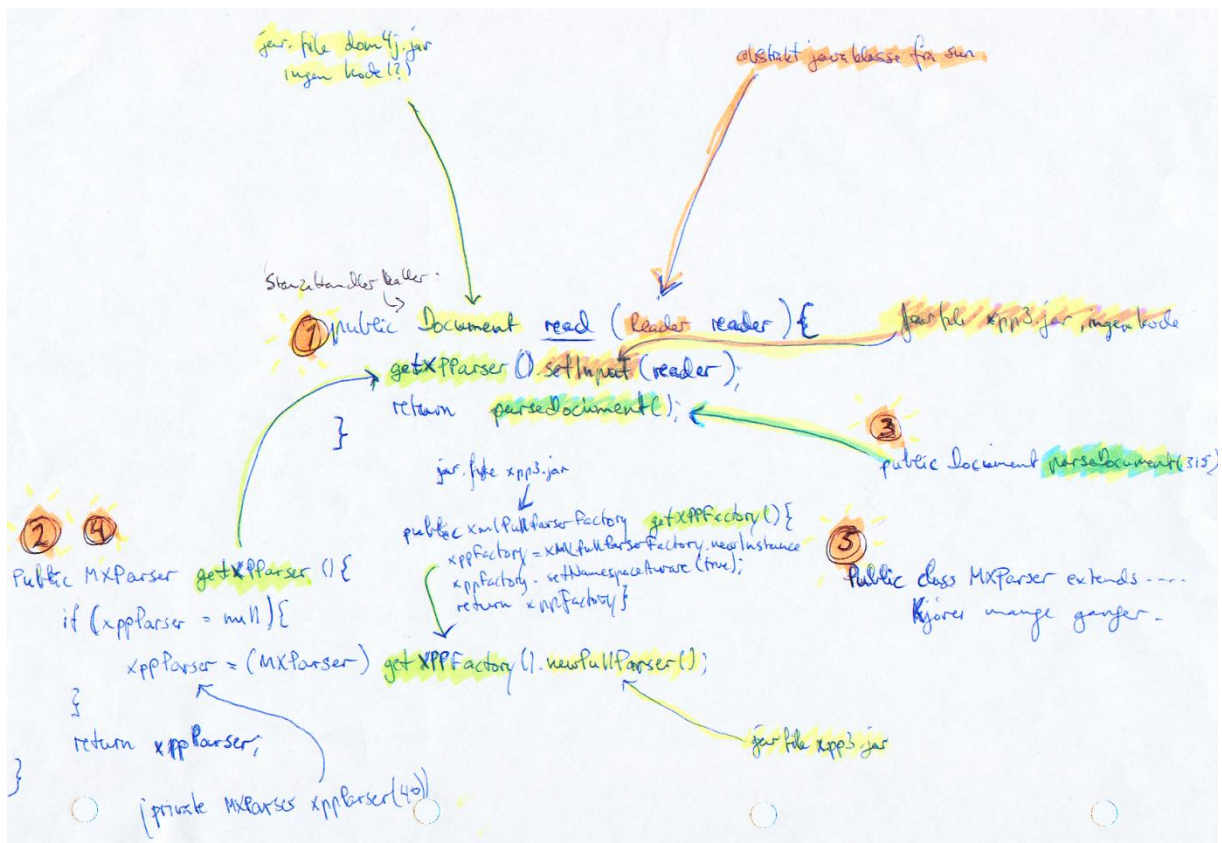 jar. file dom4j.jar
ingen kode(?)
abstrakt java klasse fra sun
StanzaHandler kaller:
1 public Document read (Reader reader) {
getXPParser().setInput(reader);
return parseDocument();
}
jar file xpp3.jar, ingen kode
3
public Document parseDocument(315)
jar. file xpp3.jar
public xmlPullParserFactory getXPPFactory() {
xppFactory = XMLPullParserFactory.newInstance
xppFactory. setNamespaceAware (true);
return xppFactory}
2 4
Public MXParser getXPParser () {
if (xppParser = null) {
xppParser = (MXParser) getXPPFactory().newPullParser();
}
return xppParser;
}
(private MXParser xppParser(40))
jar file xpp3.jar
5
Public class MXParser extends -----
Kjører mange ganger.